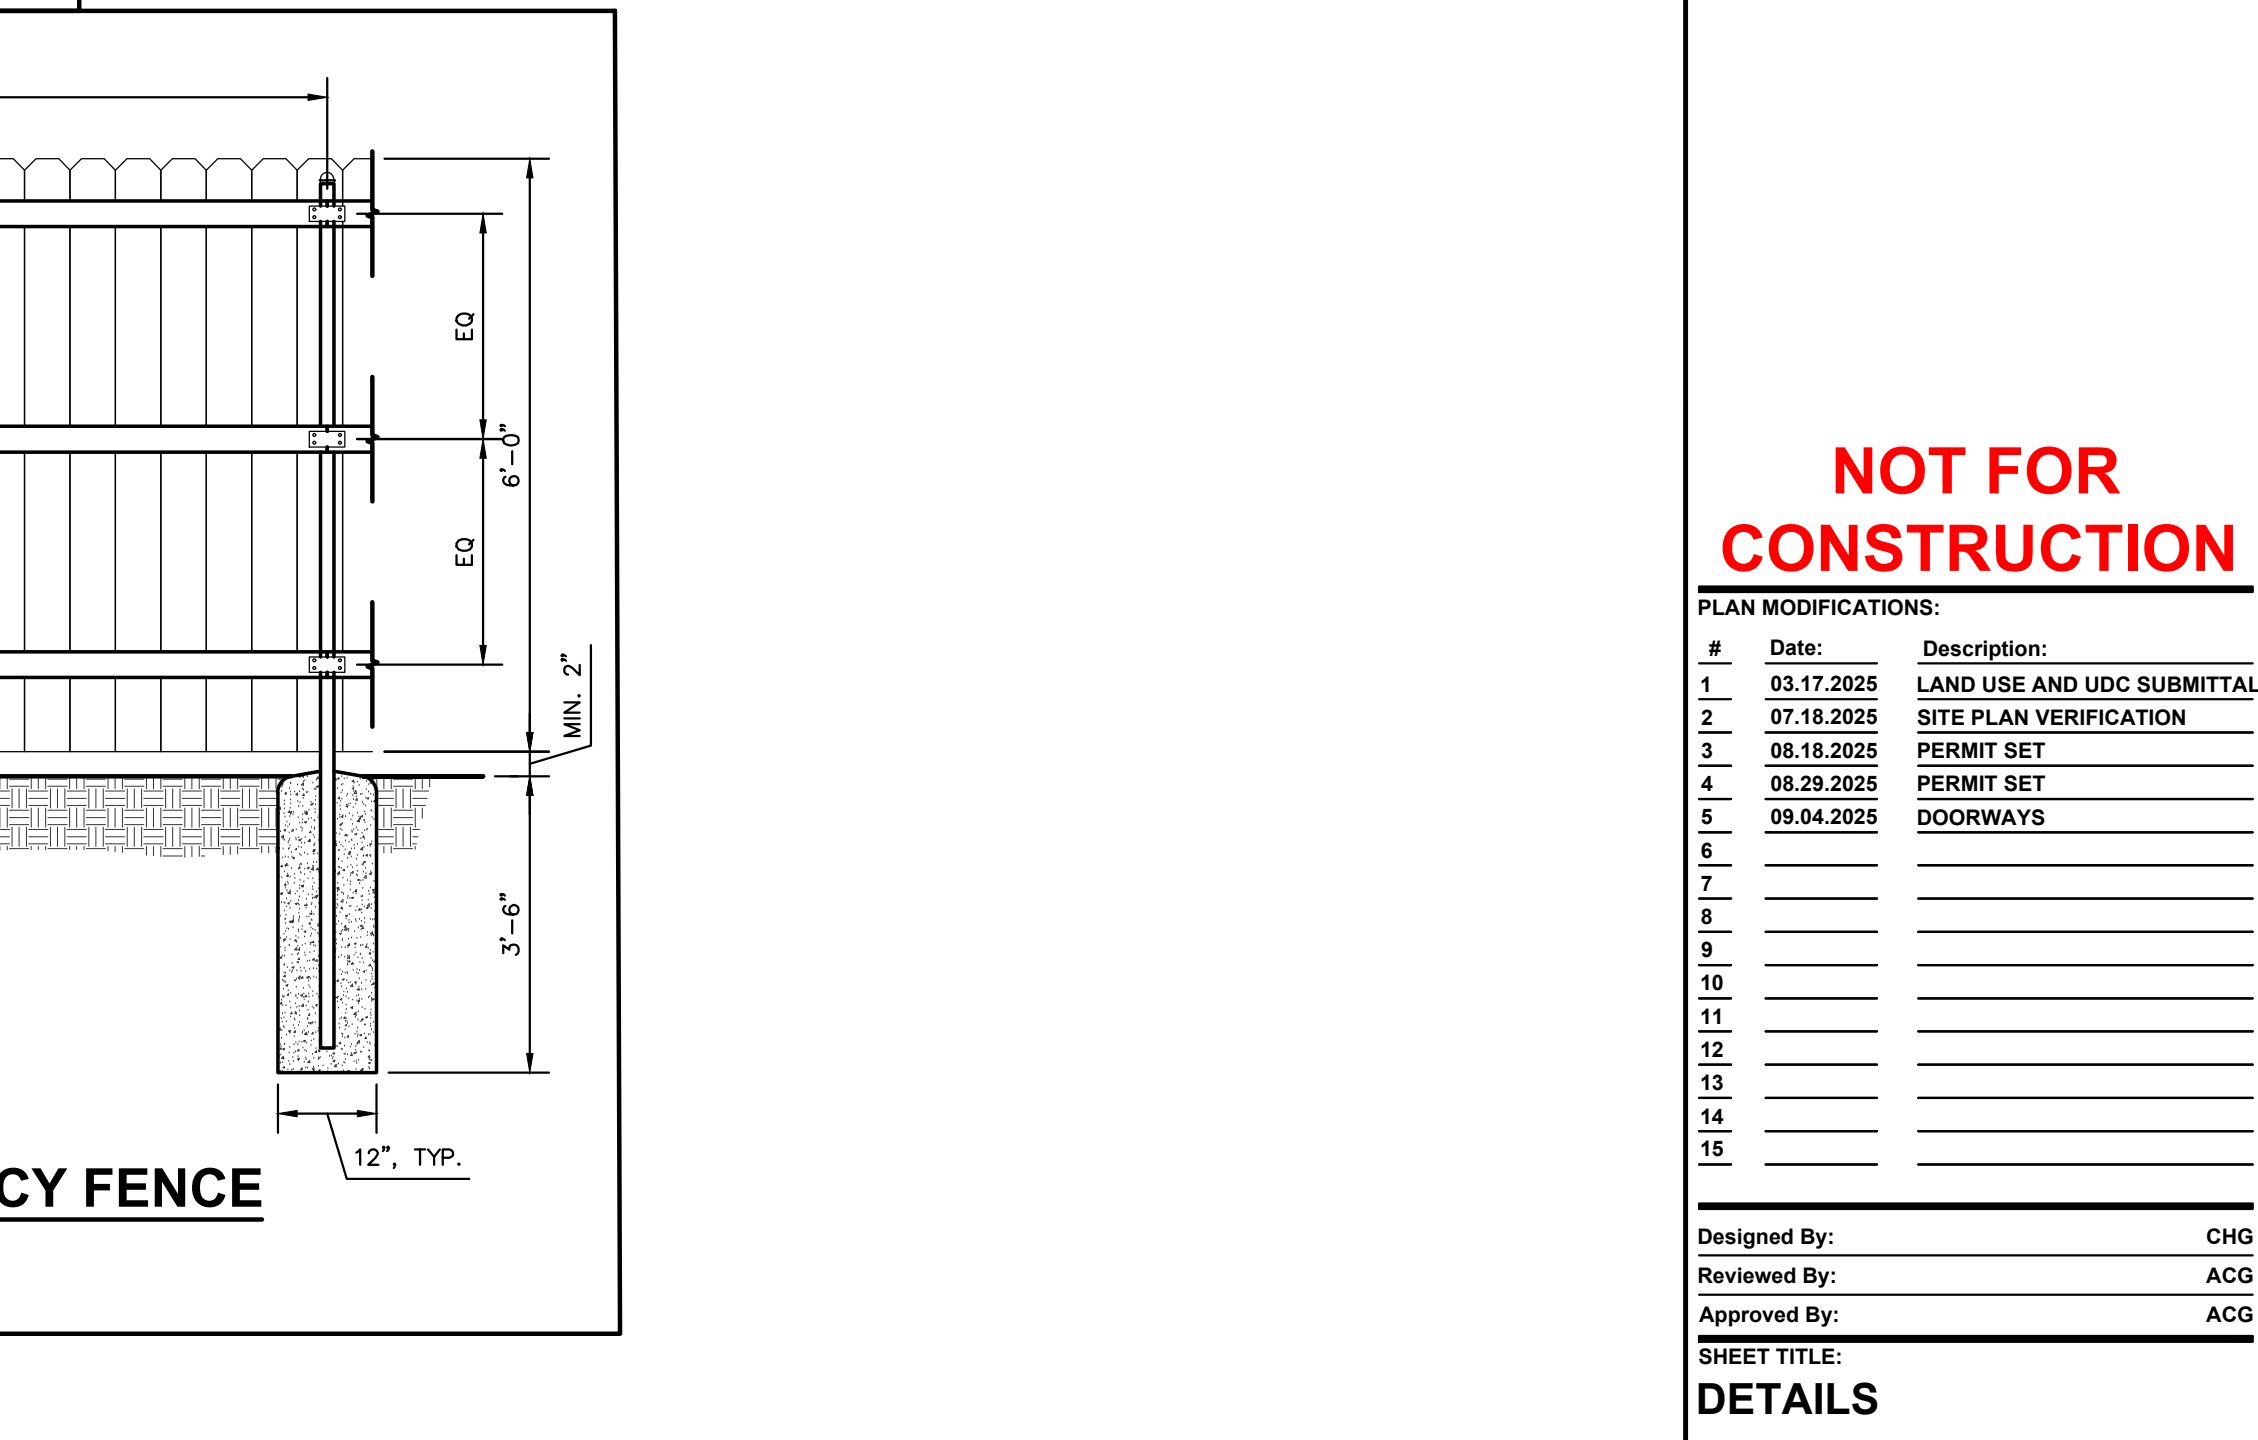 EQ
6'-0"
EQ
MIN. 2"
3'-6"
12", TYP.
CY FENCE
NOT FOR
CONSTRUCTION
PLAN MODIFICATIONS:
# Date: Description:
1 03.17.2025 LAND USE AND UDC SUBMITTAL
2 07.18.2025 SITE PLAN VERIFICATION
3 08.18.2025 PERMIT SET
4 08.29.2025 PERMIT SET
5 09.04.2025 DOORWAYS
6
7
8
9
10
11
12
13
14
15
Designed By: CHG
Reviewed By: ACG
Approved By: ACG
SHEET TITLE:
DETAILS